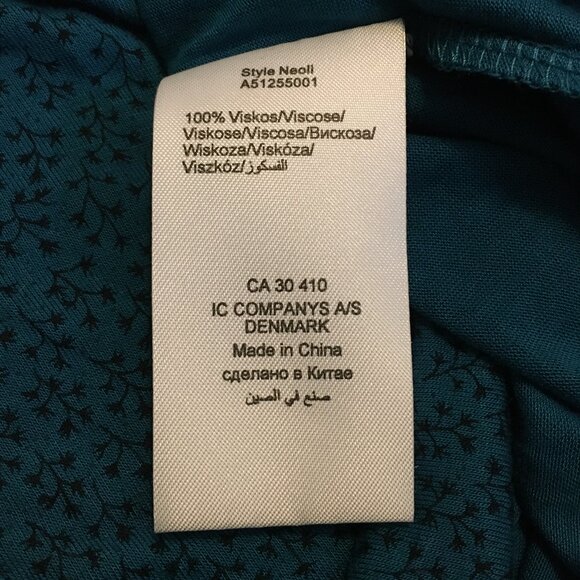 Style Neoli
A51255001
100% Viskos/Viscose/
Viskose/Viscosa/Вискоза/
Wiskoza/Viskóza/
Viszkóz/الفسكوز
CA 30 410
IC COMPANYS A/S
DENMARK
Made in China
сделано в Китае
صنع في الصين